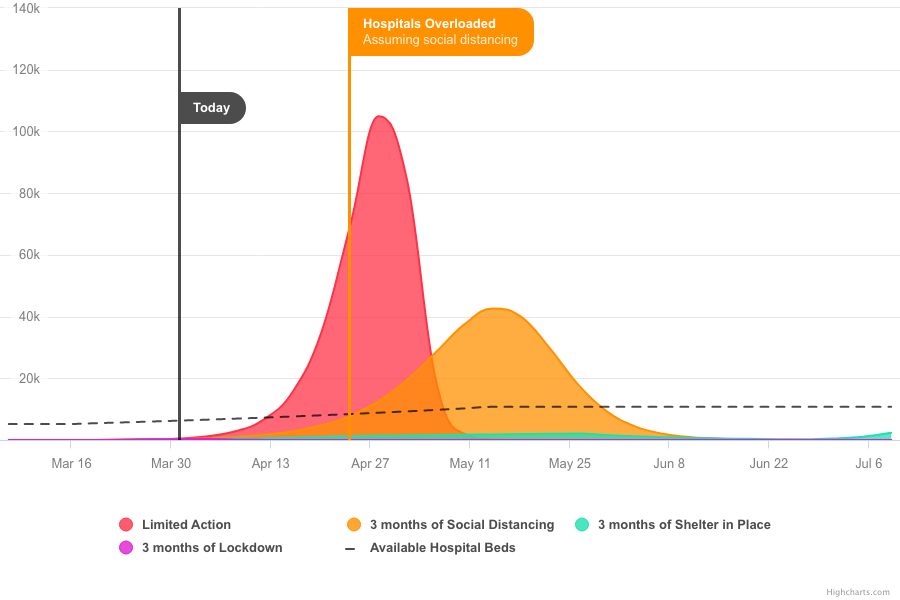 140k
Hospitals Overloaded
Assuming social distancing
120k
Today
100k
80k
60k
40k
20k
Mar 16 Mar 30 Apr 13 Apr 27 May 11 May 25 Jun 8 Jun 22 Jul 6
Limited Action 3 months of Social Distancing 3 months of Shelter in Place
3 months of Lockdown Available Hospital Beds
Highcharts.com